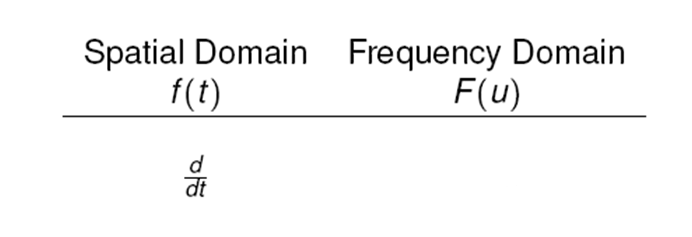 Spatial Domain Frequency Domain
f(t) F(u)
d
dt